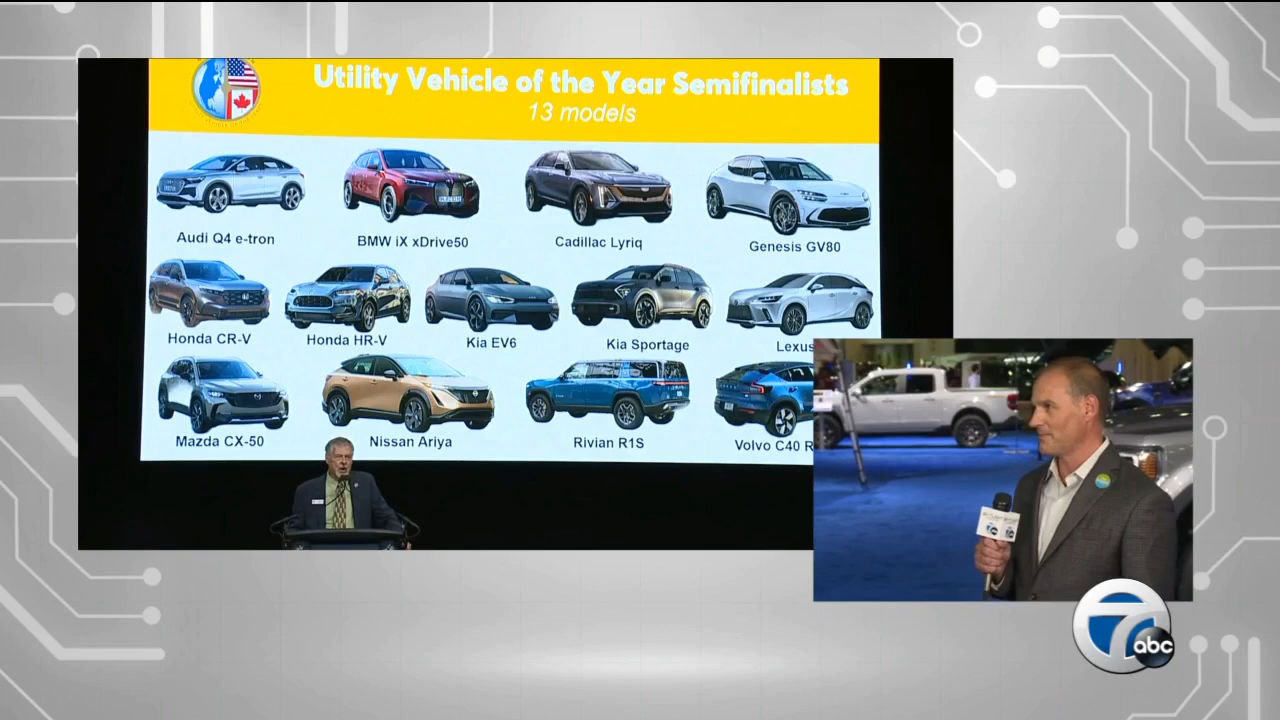 Utility Vehicle of the Year Semifinalists
13 models
Audi Q4 e-tron
BMW iX xDrive50
Cadillac Lyriq
Genesis GV80
Honda CR-V
Honda HR-V
Kia EV6
Kia Sportage
Lexus
Mazda CX-50
Nissan Ariya
Rivian R1S
Volvo C40 R
7
abc